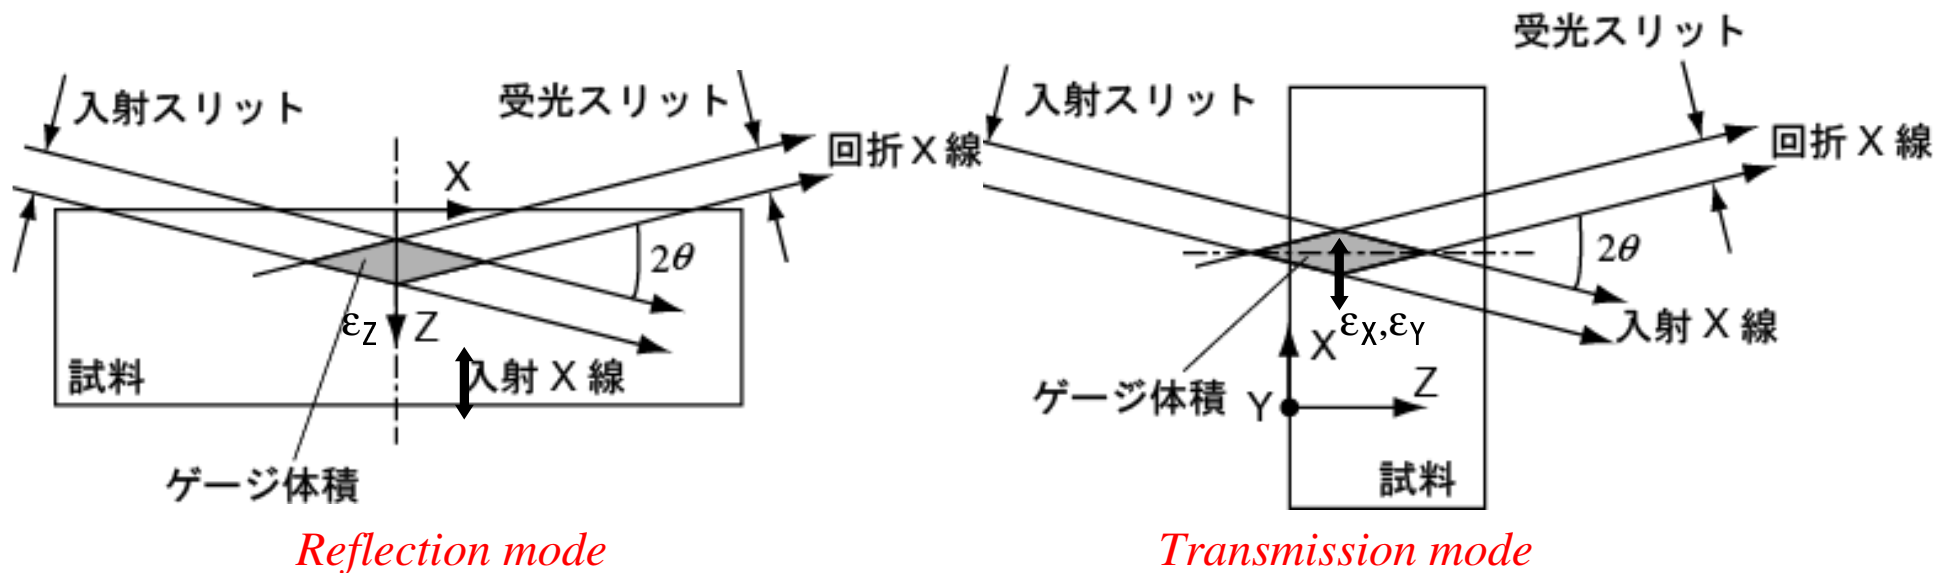 入射スリット
受光スリット
回折X線
X
2θ
εZ
Z
試料
入射X線
ゲージ体積
Reflection mode
受光スリット
入射スリット
回折X線
2θ
εX,εY
入射X線
X
ゲージ体積
Y
Z
試料
Transmission mode